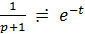 1/(p+1) ≓ e^{-t}